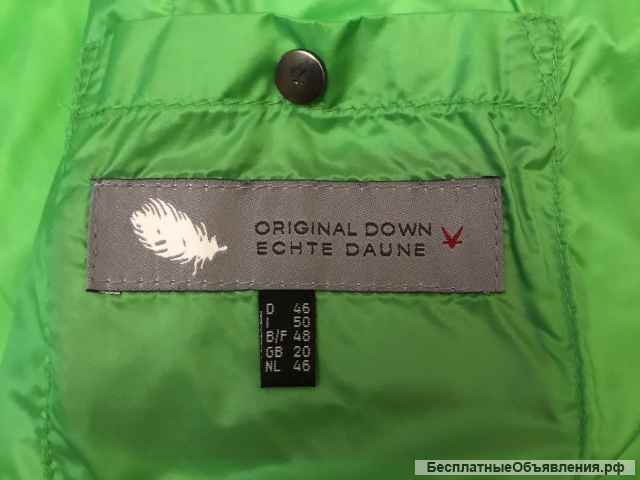 ORIGINAL DOWN
ECHTE DAUNE
D 46
I 50
B/F 48
GB 20
NL 46
БесплатныеОбъявления.рф